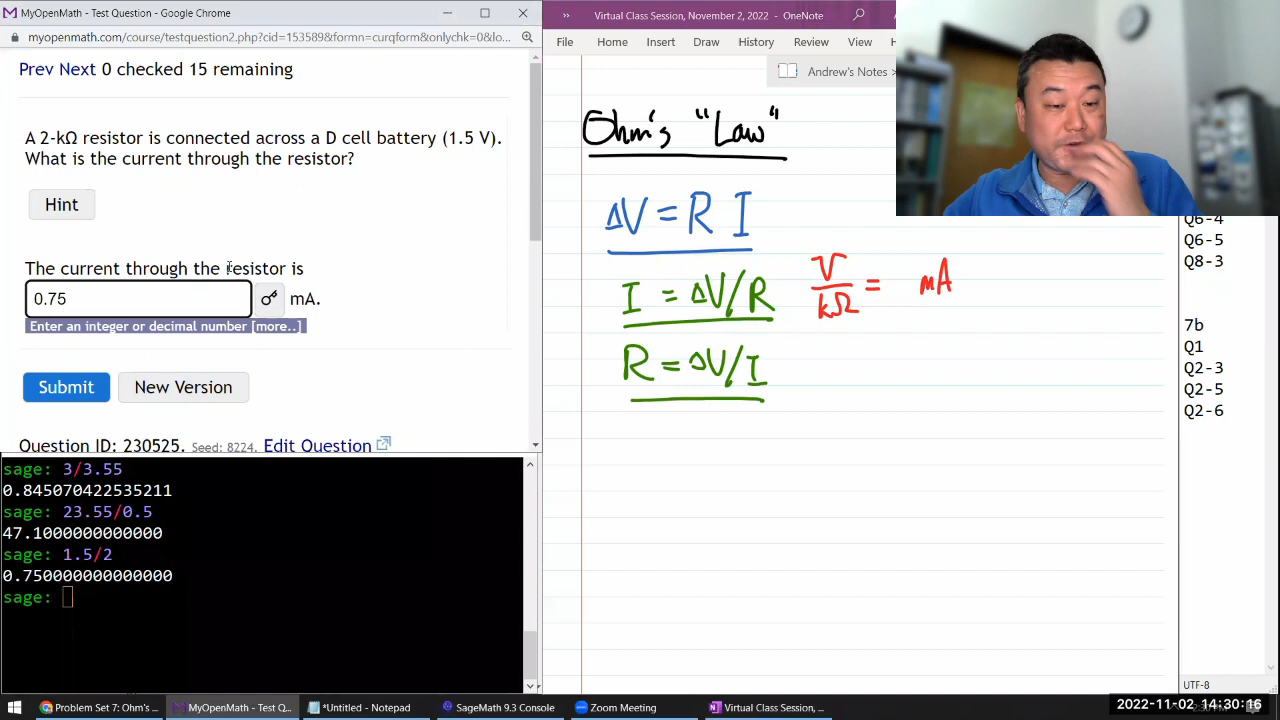 MyOpenMath - Test Question - Google Chrome
myopenmath.com/course/testquestion2.php?cid=153589&formn=curqform&onlychk=0&lo...
Prev Next 0 checked 15 remaining
A 2-kΩ resistor is connected across a D cell battery (1.5 V).
What is the current through the resistor?
Hint
The current through the resistor is
0.75 mA.
Enter an integer or decimal number [more..]
Submit New Version
Question ID: 230525. Seed: 8224. Edit Question
sage: 3/3.55
0.845070422535211
sage: 23.55/0.5
47.1000000000000
sage: 1.5/2
0.750000000000000
sage:
Virtual Class Session, November 2, 2022 - OneNote
File Home Insert Draw History Review View
Andrew's Notes >
Ohm's "Law"
ΔV = R I
I = ΔV/R
V/kΩ = mA
R = ΔV/I
Q6-4
Q6-5
Q8-3
7b
Q1
Q2-3
Q2-5
Q2-6
UTF-8
Problem Set 7: Ohm's ... MyOpenMath - Test Q... *Untitled - Notepad SageMath 9.3 Console Zoom Meeting Virtual Class Session, ...
2022-11-02 14:30:16